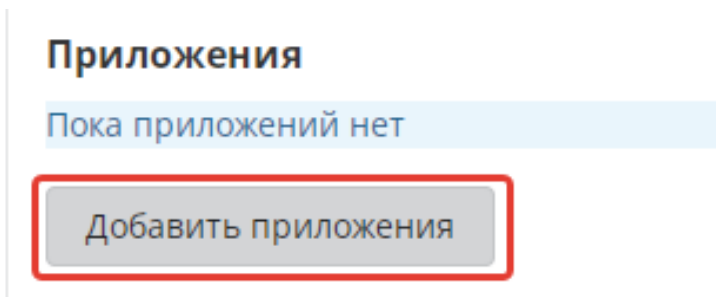 Приложения
Пока приложений нет
Добавить приложения